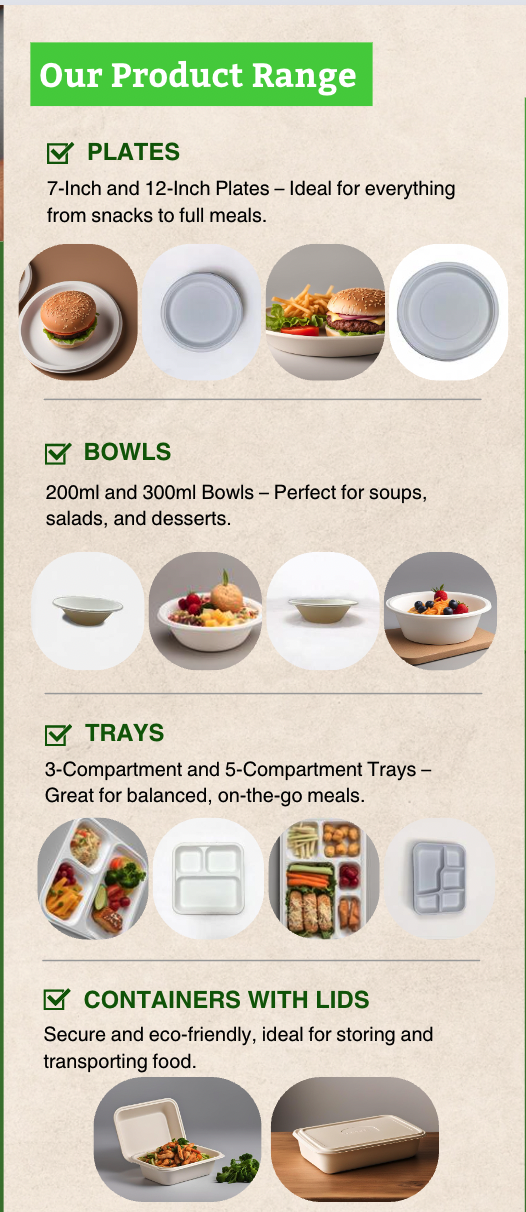 Our Product Range
PLATES
7-Inch and 12-Inch Plates – Ideal for everything
from snacks to full meals.
BOWLS
200ml and 300ml Bowls – Perfect for soups,
salads, and desserts.
TRAYS
3-Compartment and 5-Compartment Trays –
Great for balanced, on-the-go meals.
CONTAINERS WITH LIDS
Secure and eco-friendly, ideal for storing and
transporting food.